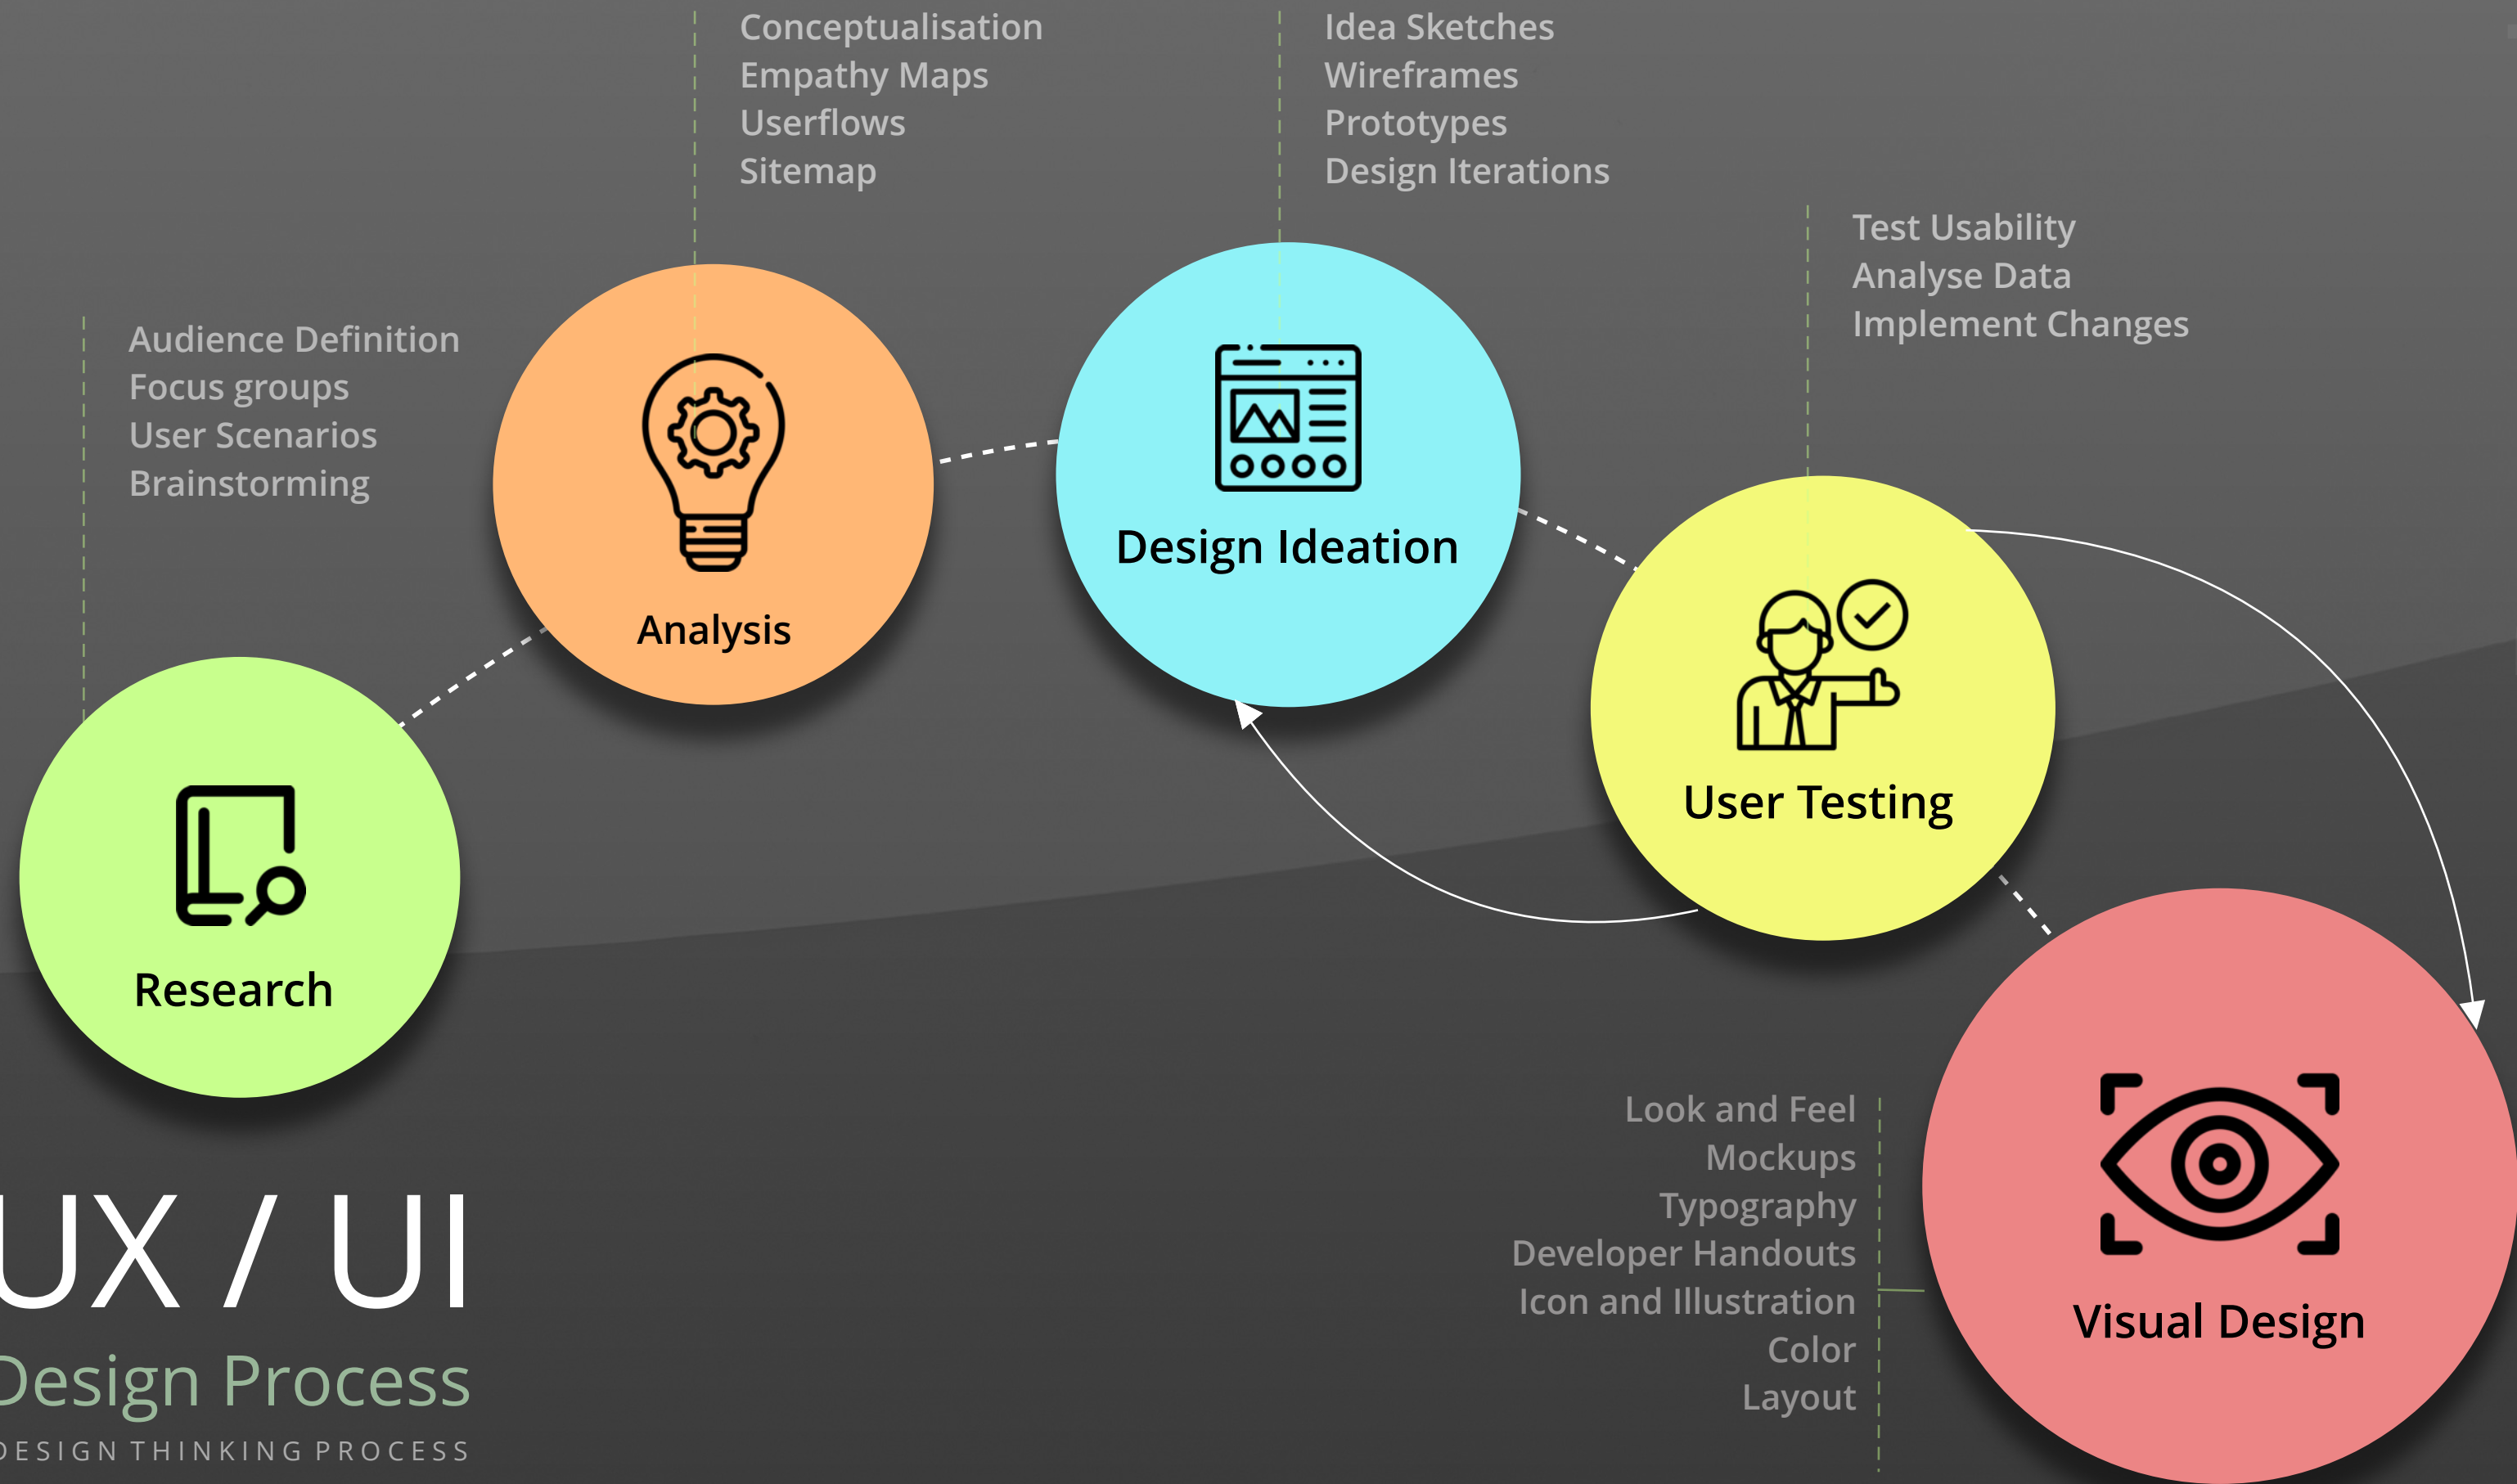 Conceptualisation
Empathy Maps
Userflows
Sitemap
Idea Sketches
Wireframes
Prototypes
Design Iterations
Test Usability
Analyse Data
Implement Changes
Audience Definition
Focus groups
User Scenarios
Brainstorming
Analysis
Design Ideation
User Testing
Research
Look and Feel
Mockups
Typography
Developer Handouts
Icon and Illustration
Color
Layout
Visual Design
UX / UI
Design Process
DESIGN THINKING PROCESS